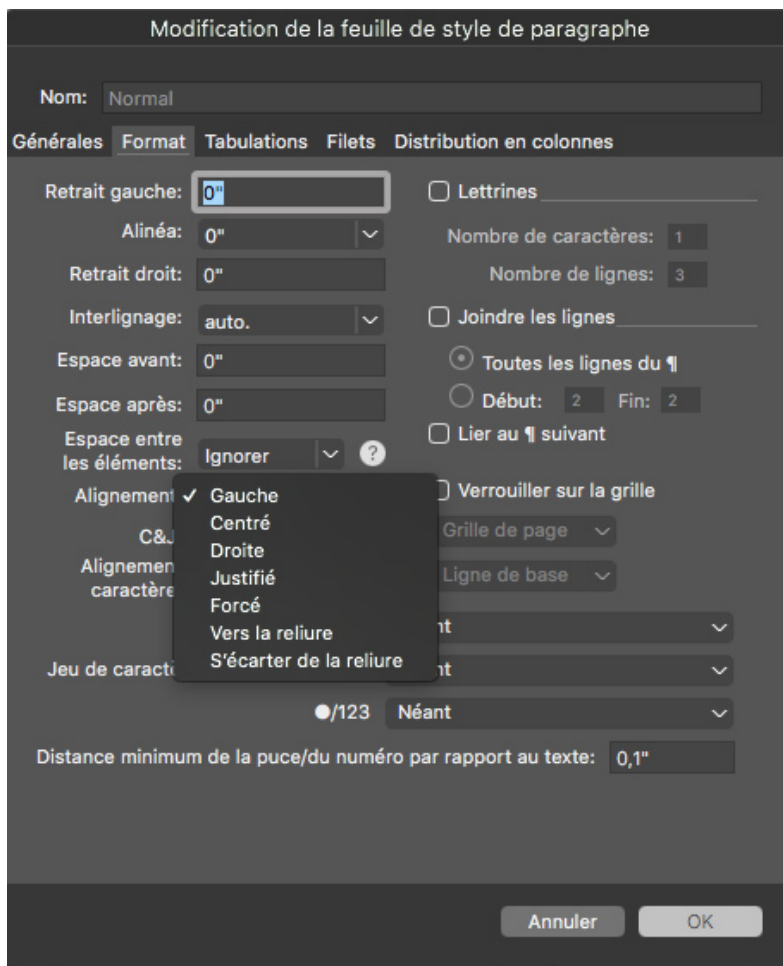 Modification de la feuille de style de paragraphe
Nom: Normal
Générales Format Tabulations Filets Distribution en colonnes
Retrait gauche: 0"
Alinéa: 0"
Retrait droit: 0"
Interlignage: auto.
Espace avant: 0"
Espace après: 0"
Espace entre
les éléments: Ignorer ?
Alignement
✓ Gauche
Centré
Droite
Justifié
Forcé
Vers la reliure
S'écarter de la reliure
C&J
Alignemen
caractère
Jeu de caract
Lettrines
Nombre de caractères: 1
Nombre de lignes: 3
Joindre les lignes
Toutes les lignes du ¶
Début: 2 Fin: 2
Lier au ¶ suivant
Verrouiller sur la grille
Grille de page
Ligne de base
nt
nt
/123 Néant
Distance minimum de la puce/du numéro par rapport au texte: 0,1"
Annuler OK